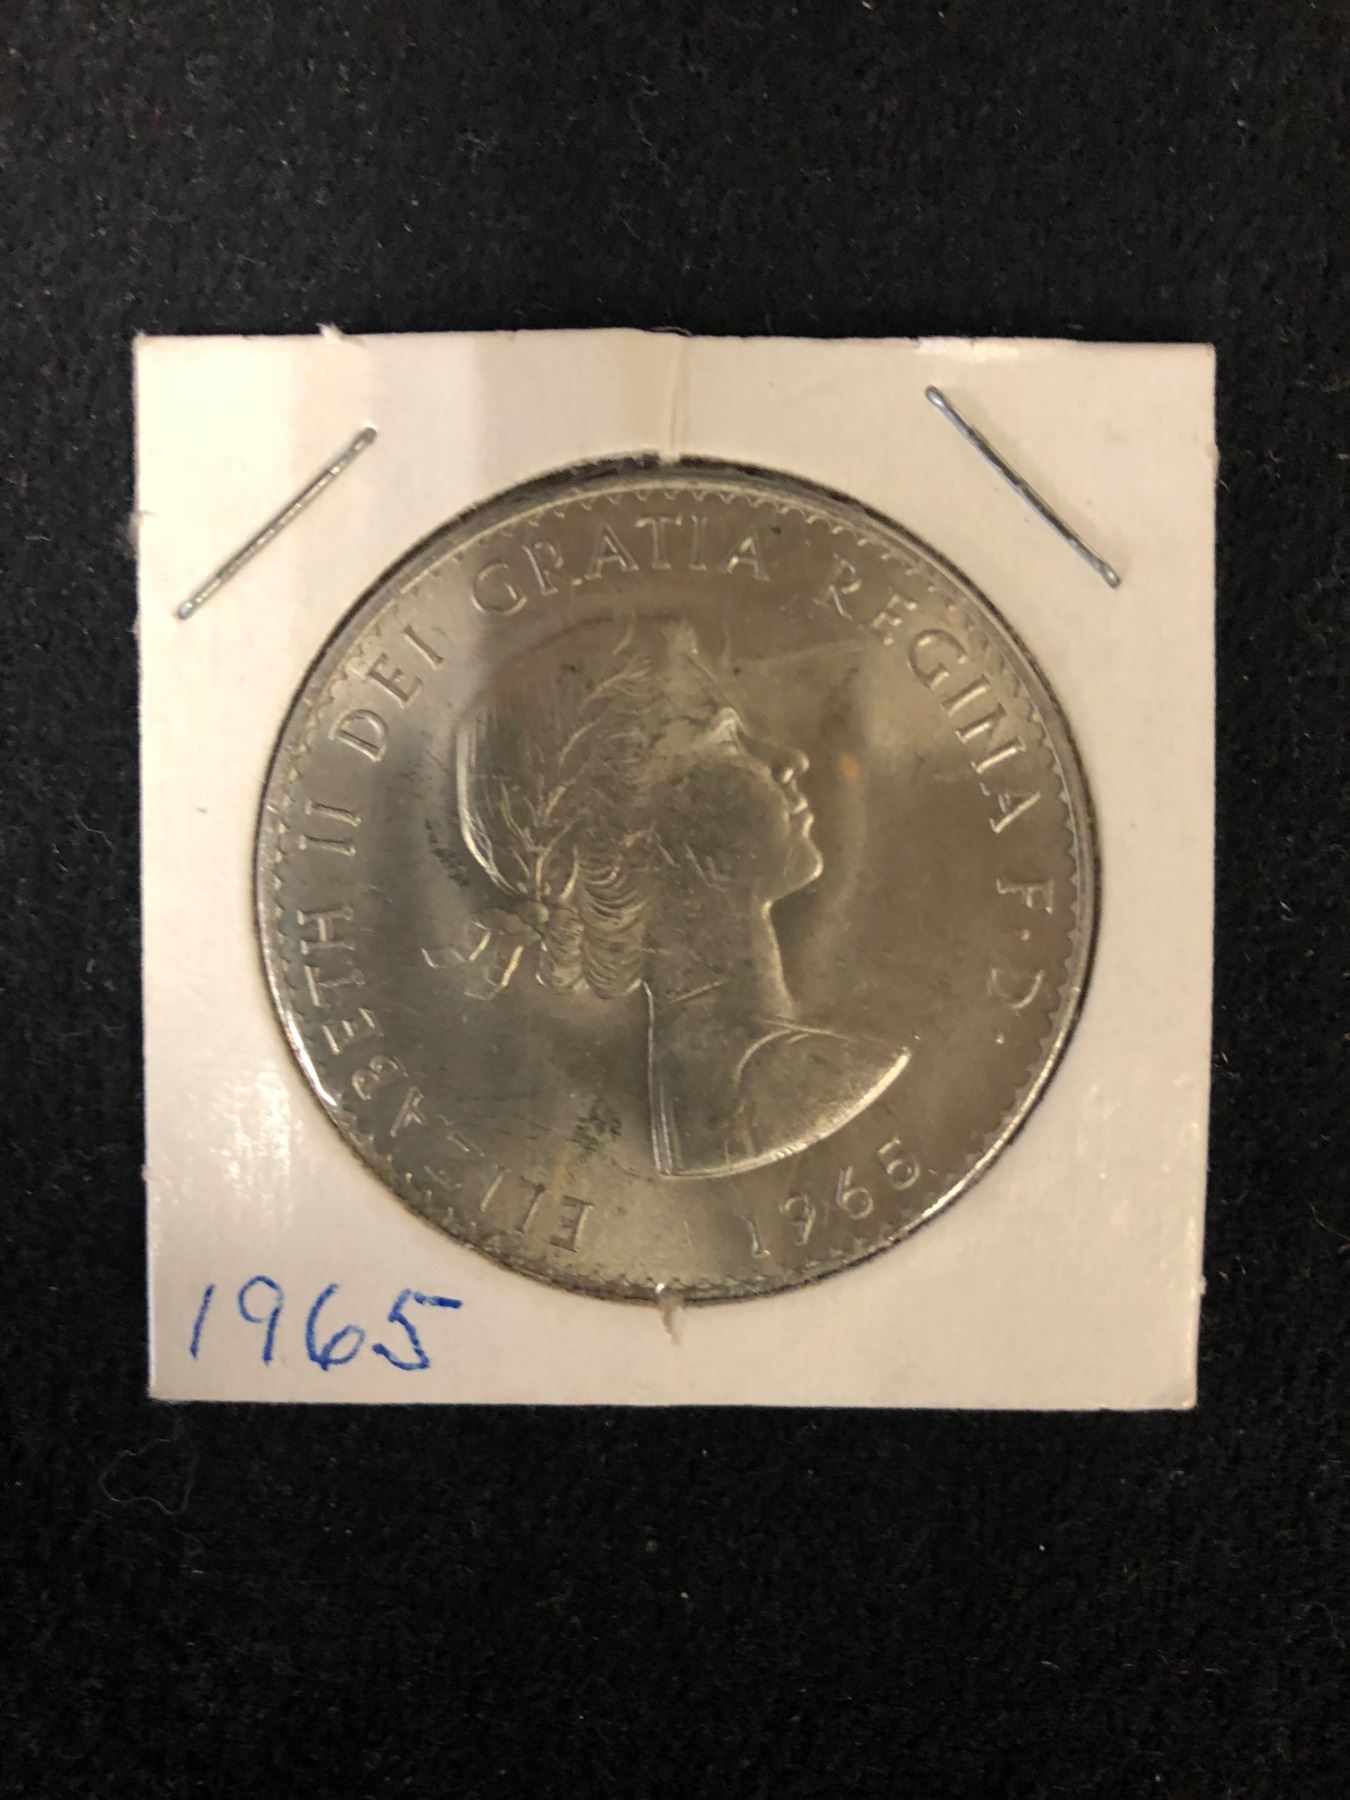 ELIZABETH II DEI GRATIA REGINA F. D. 1965
1965